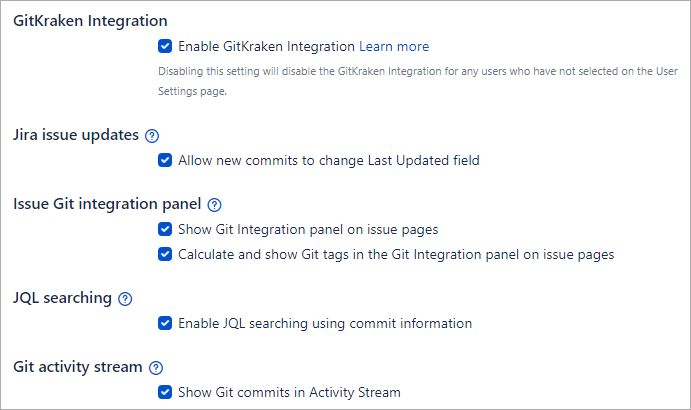 GitKraken Integration
Enable GitKraken Integration Learn more
Disabling this setting will disable the GitKraken Integration for any users who have not selected on the User
Settings page.
Jira issue updates
Allow new commits to change Last Updated field
Issue Git integration panel
Show Git Integration panel on issue pages
Calculate and show Git tags in the Git Integration panel on issue pages
JQL searching
Enable JQL searching using commit information
Git activity stream
Show Git commits in Activity Stream